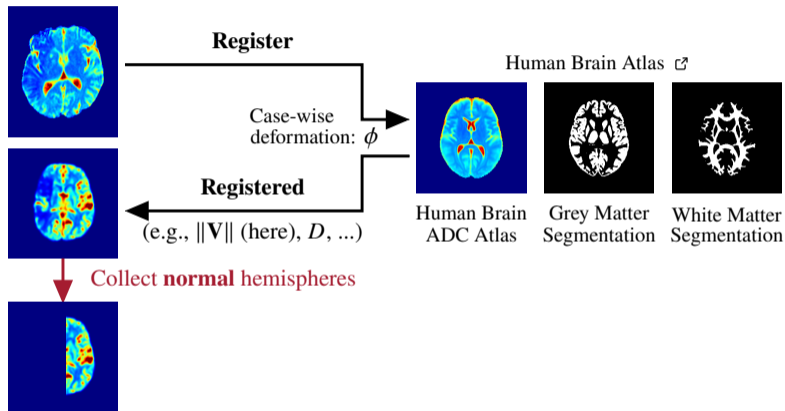 Register
Human Brain Atlas
Case-wise
deformation: ϕ
Registered
(e.g., ‖V‖ (here), D, ...)
Human Brain
ADC Atlas
Grey Matter
Segmentation
White Matter
Segmentation
Collect normal hemispheres